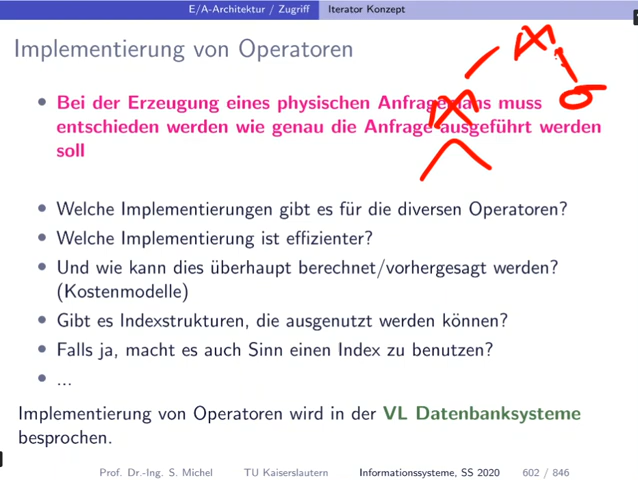 E/A-Architektur / Zugriff Iterator Konzept
Implementierung von Operatoren
• Bei der Erzeugung eines physischen Anfrageplans muss
entschieden werden wie genau die Anfrage ausgeführt werden
soll
• Welche Implementierungen gibt es für die diversen Operatoren?
• Welche Implementierung ist effizienter?
• Und wie kann dies überhaupt berechnet/vorhergesagt werden?
(Kostenmodelle)
• Gibt es Indexstrukturen, die ausgenutzt werden können?
• Falls ja, macht es auch Sinn einen Index zu benutzen?
• ...
Implementierung von Operatoren wird in der VL Datenbanksysteme
besprochen.
Prof. Dr.-Ing. S. Michel TU Kaiserslautern Informationssysteme, SS 2020 602 / 846